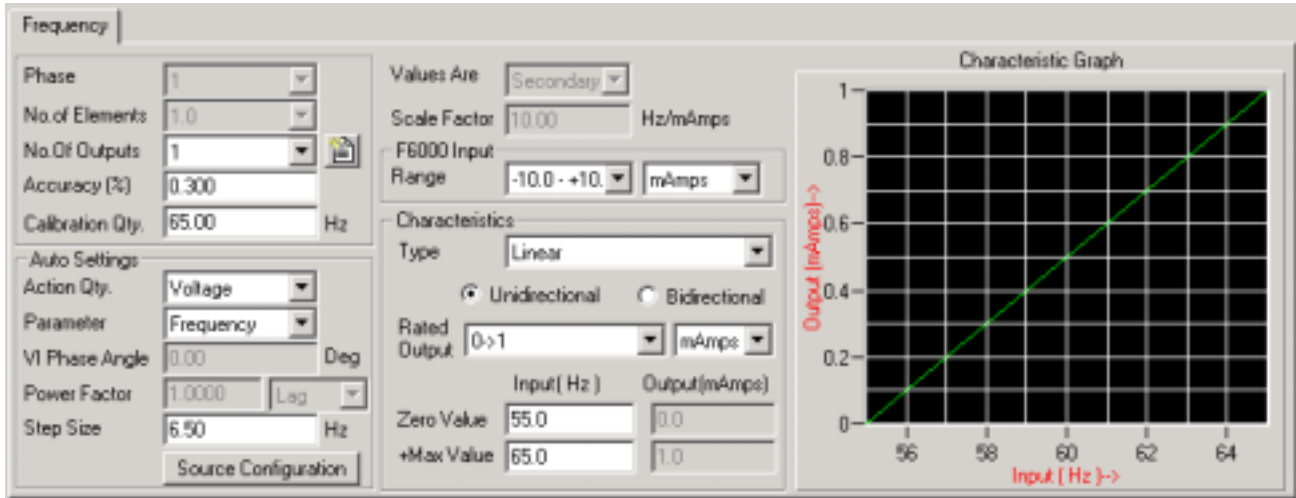 Frequency
Phase 1
No.of Elements 1.0
No.Of Outputs 1
Accuracy (%) 0.300
Calibration Qty. 65.00 Hz
Auto Settings
Action Qty. Voltage
Parameter Frequency
VI Phase Angle 0.00 Deg
Power Factor 1.0000 Lag
Step Size 6.50 Hz
Source Configuration
Values Are Secondary
Scale Factor 10.00 Hz/mAmps
F6000 Input
Range -10.0 - +10. mAmps
Characteristics
Type Linear
Unidirectional Bidirectional
Rated
Output 0->1 mAmps
Input( Hz ) Output(mAmps)
Zero Value 55.0 0.0
+Max Value 65.0 1.0
Characteristic Graph
Output (mAmps)-->
1
0.8
0.6
0.4
0.2
0
56 58 60 62 64
Input ( Hz )-->